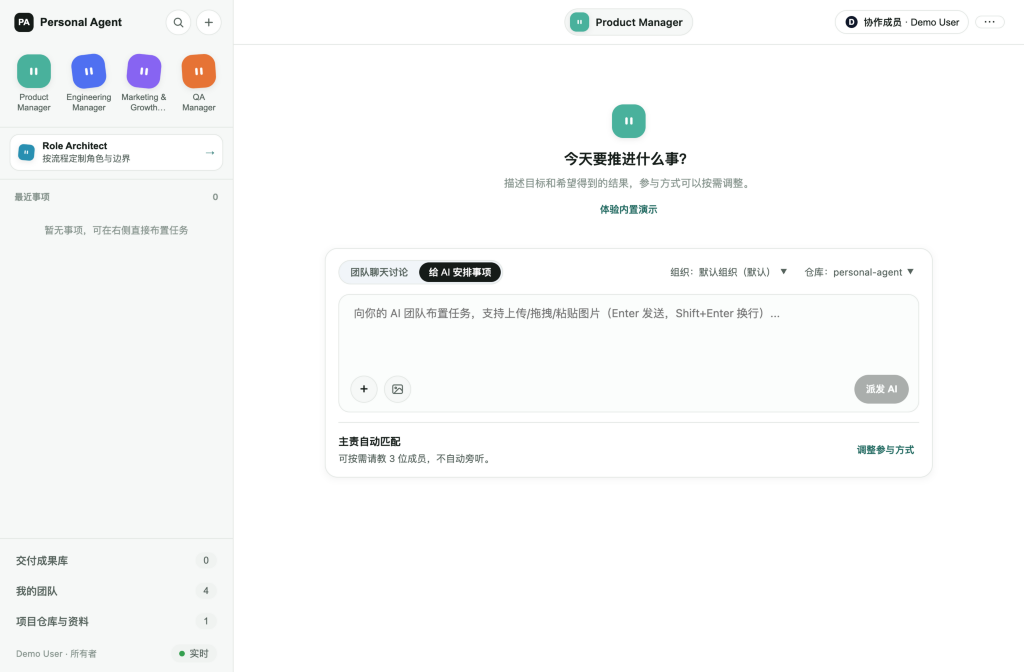 PA Personal Agent
Product Manager
Engineering Manager
Marketing & Growth...
QA Manager
Role Architect
按流程定制角色与边界
→
最近事项 0
暂无事项，可在右侧直接布置任务
交付成果库 0
我的团队 4
项目仓库与资料 1
Demo User · 所有者 实时
Product Manager
D 协作成员 · Demo User
今天要推进什么事?
描述目标和希望得到的结果，参与方式可以按需调整。
体验内置演示
团队聊天讨论 给 AI 安排事项 组织: 默认组织（默认） ▼ 仓库: personal-agent ▼
向你的 AI 团队布置任务，支持上传/拖拽/粘贴图片（Enter 发送，Shift+Enter 换行）...
派发 AI
主责自动匹配
可按需请教 3 位成员，不自动旁听。
调整参与方式